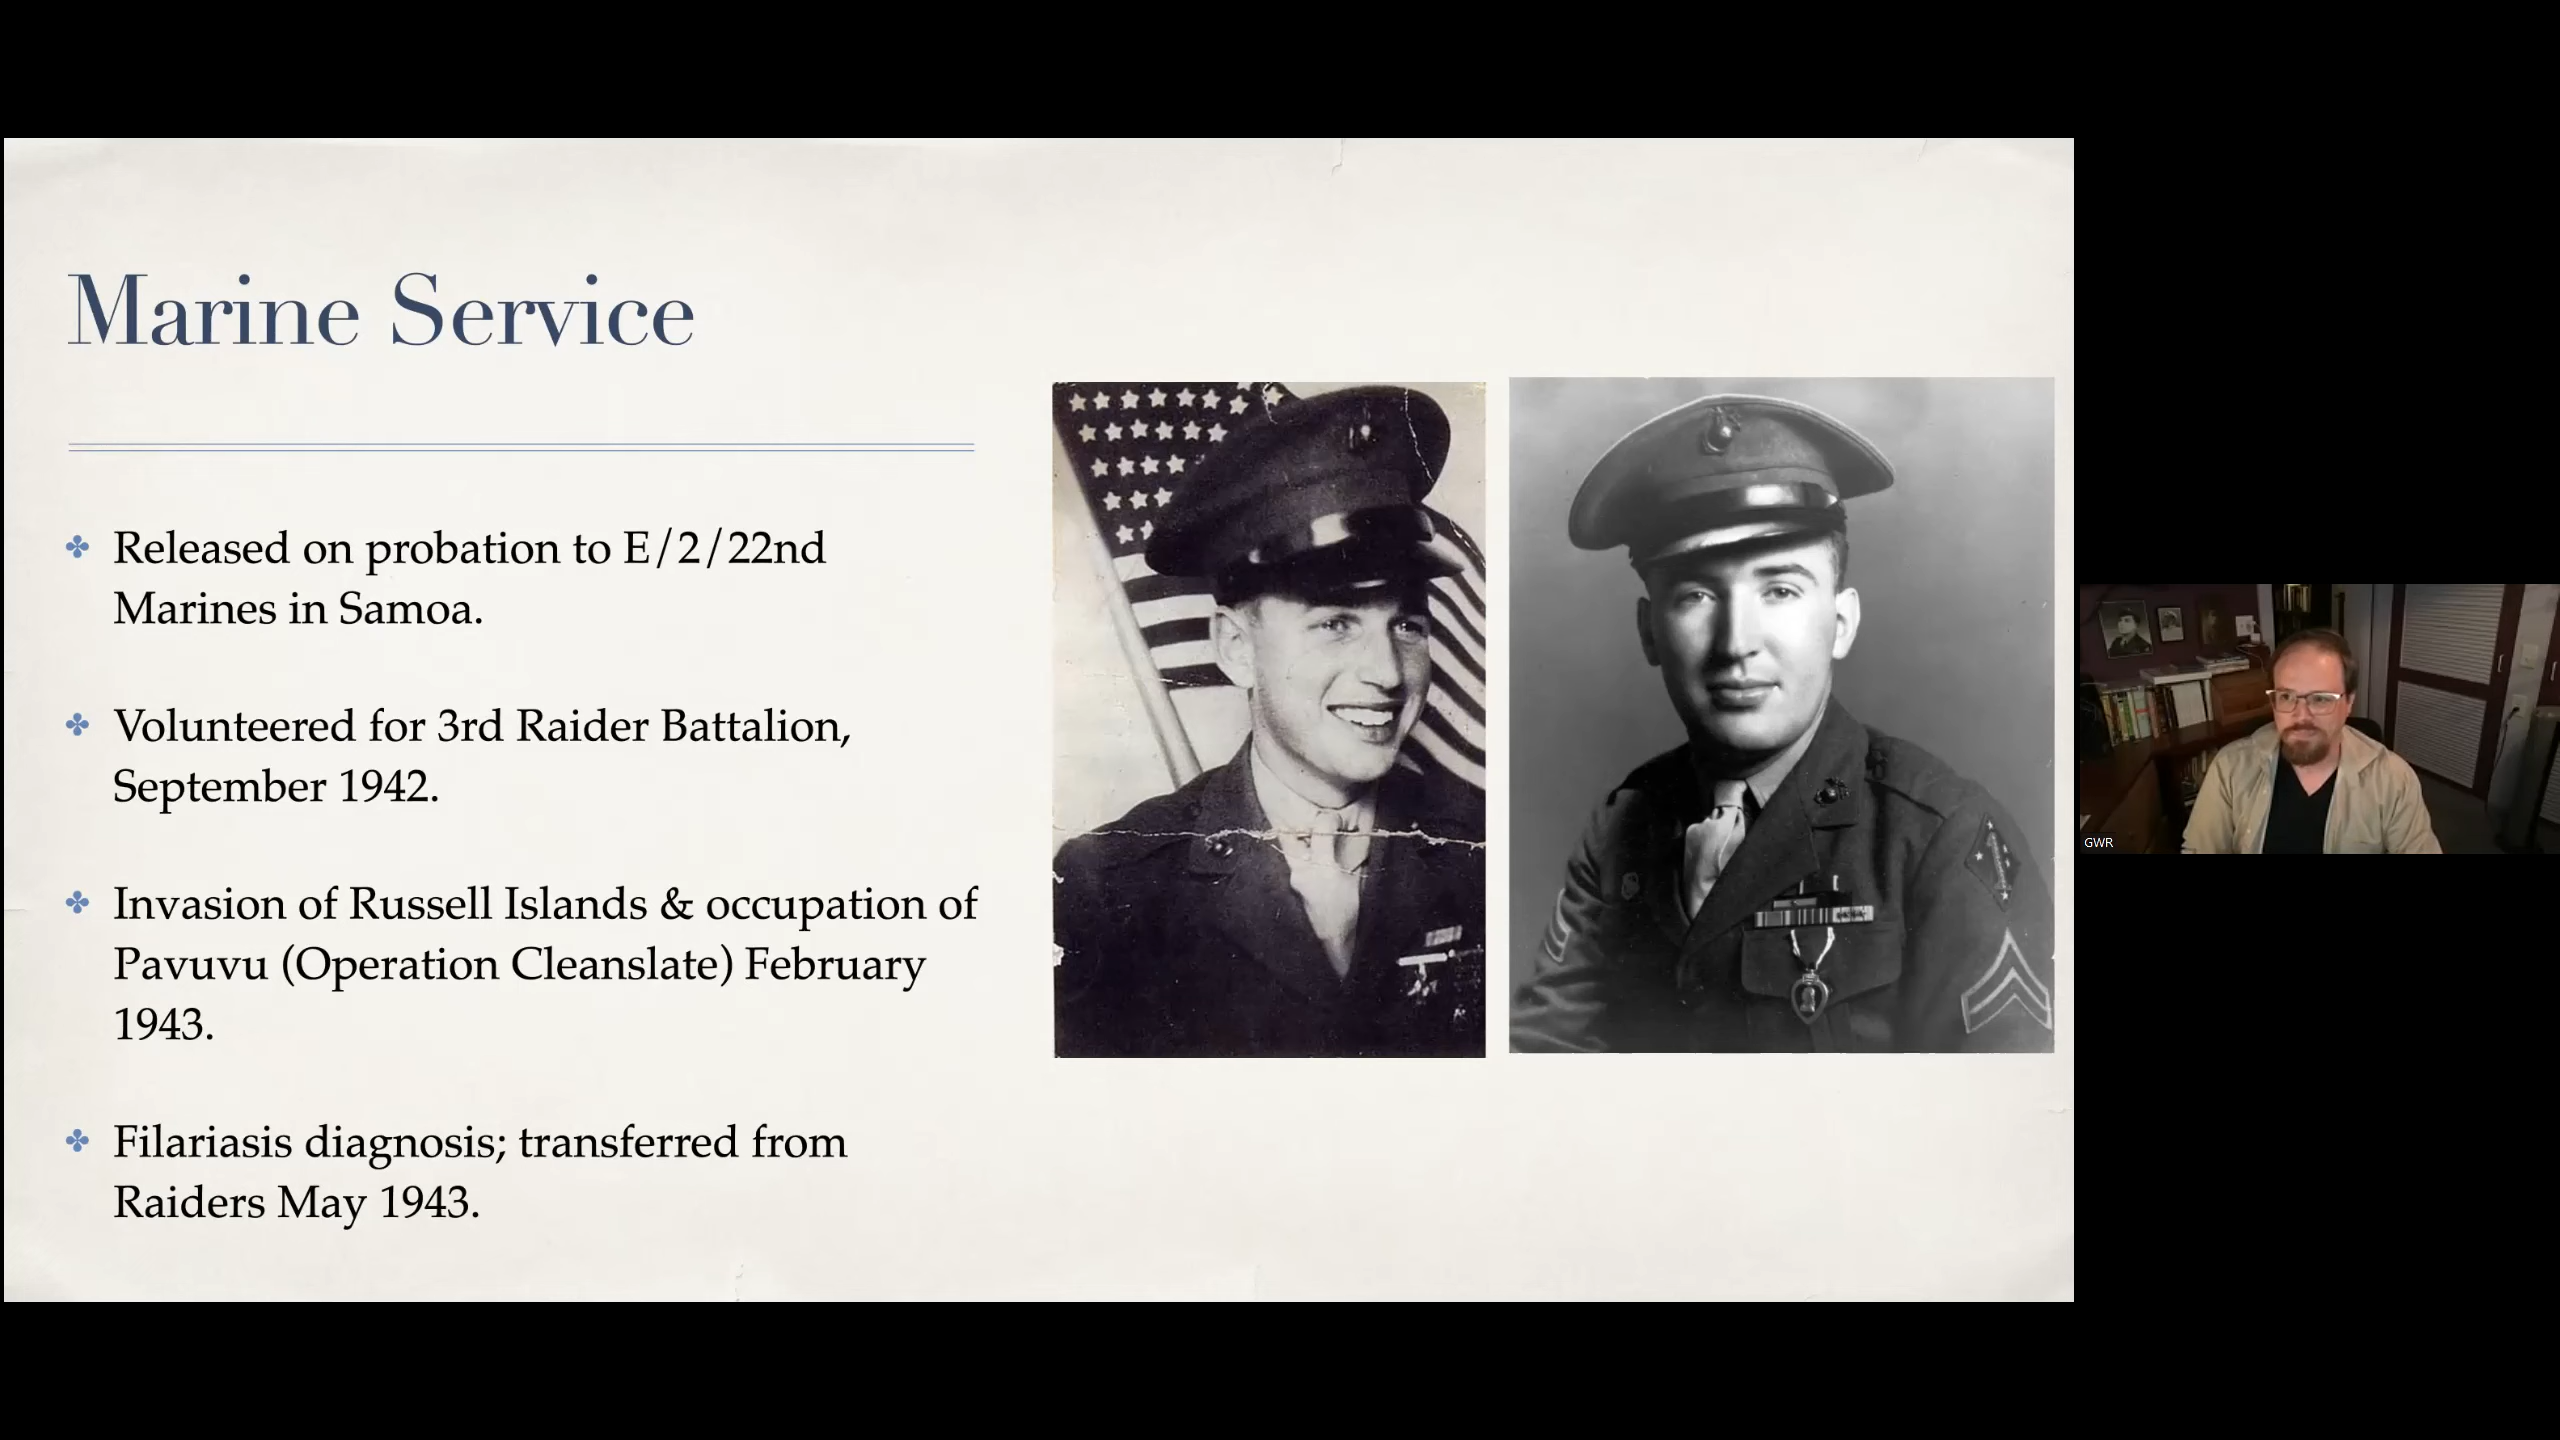 Marine Service
Released on probation to E/2/22nd
Marines in Samoa.
Volunteered for 3rd Raider Battalion,
September 1942.
Invasion of Russell Islands & occupation of
Pavuvu (Operation Cleanslate) February
1943.
Filariasis diagnosis; transferred from
Raiders May 1943.
GWR